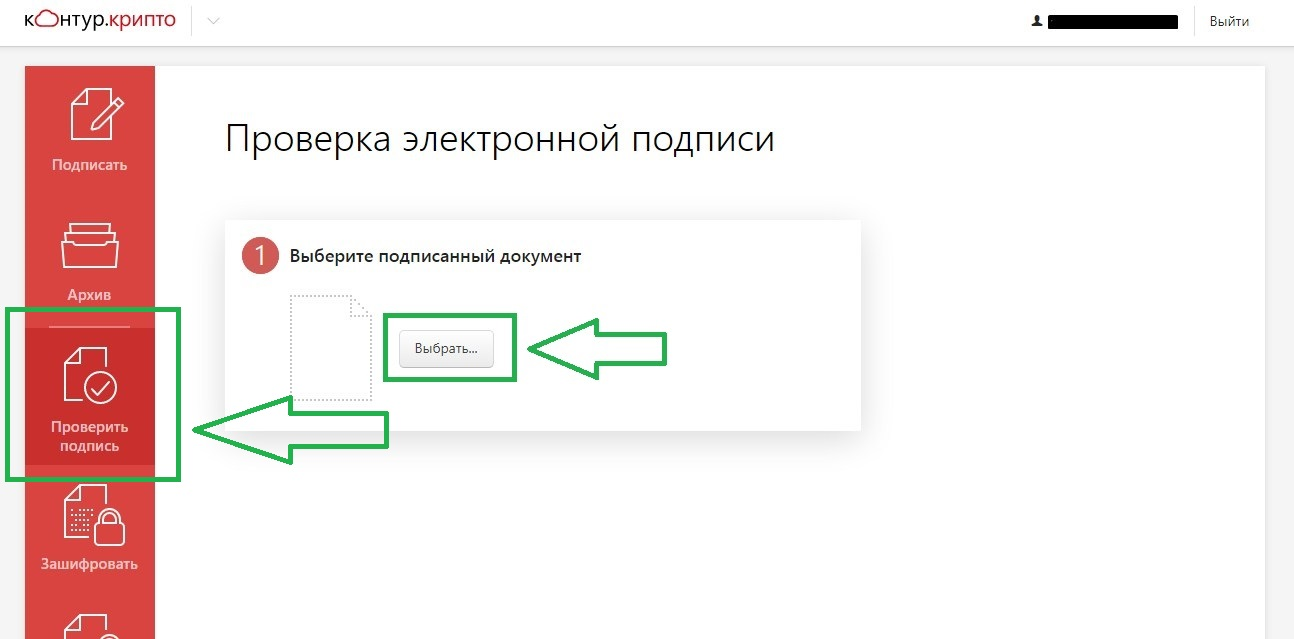 контур.крипто
Выйти
Подписать
Архив
Проверить
подпись
Зашифровать
Проверка электронной подписи
1 Выберите подписанный документ
Выбрать...